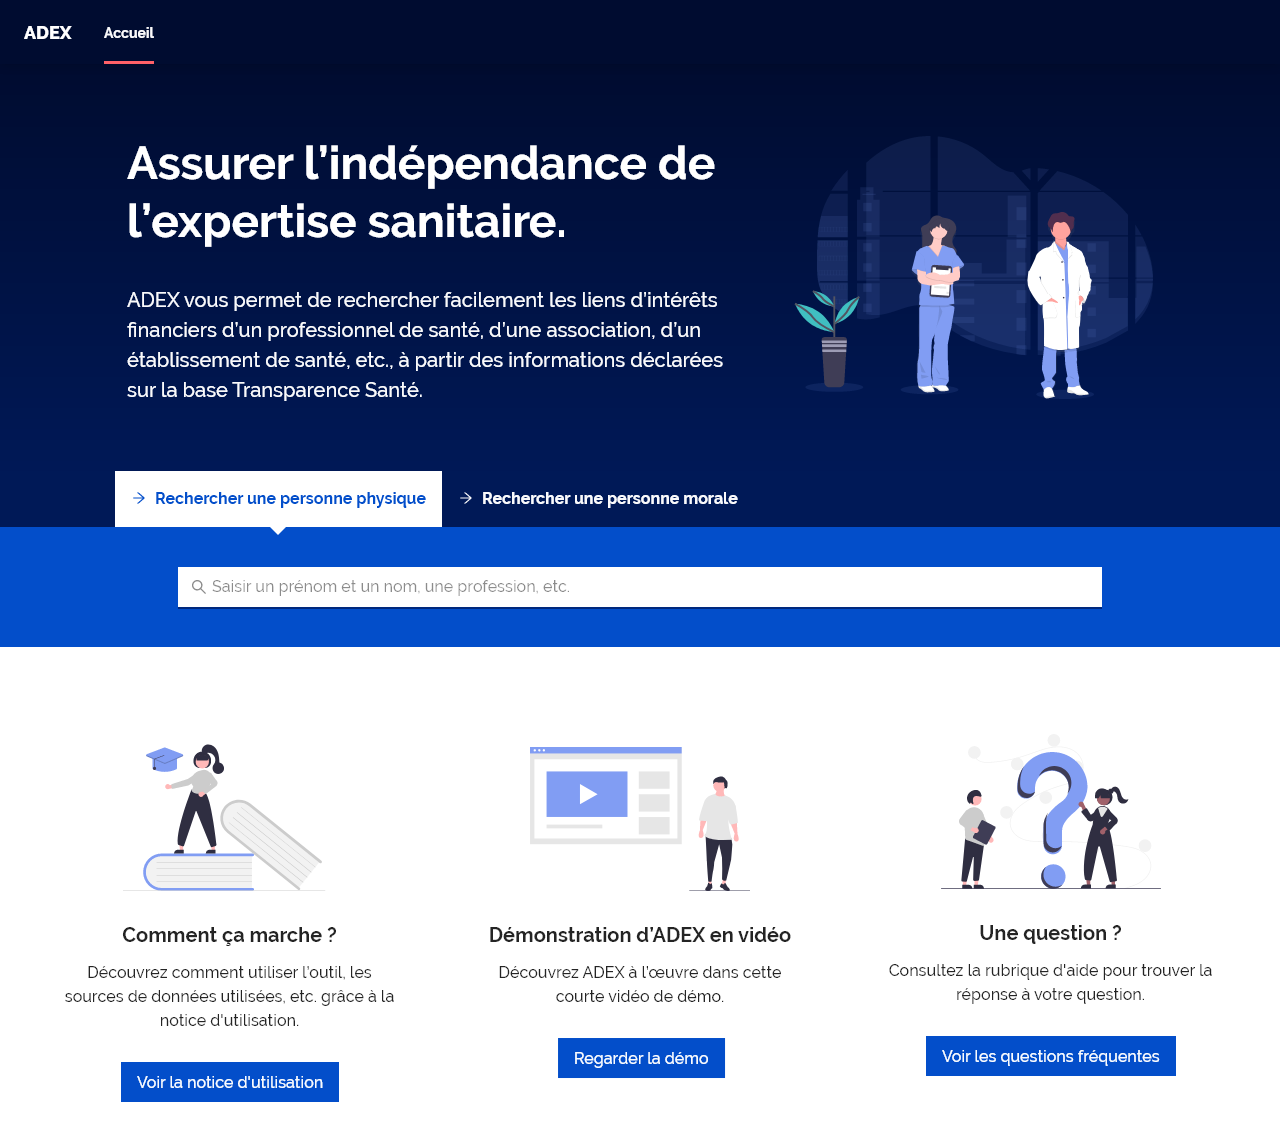 ADEX
Accueil
Assurer l’indépendance de
l’expertise sanitaire.
ADEX vous permet de rechercher facilement les liens d’intérêts
financiers d’un professionnel de santé, d’une association, d’un
établissement de santé, etc., à partir des informations déclarées
sur la base Transparence Santé.
Rechercher une personne physique
Rechercher une personne morale
Saisir un prénom et un nom, une profession, etc.
Comment ça marche ?
Découvrez comment utiliser l’outil, les
sources de données utilisées, etc. grâce à la
notice d'utilisation.
Voir la notice d'utilisation
Démonstration d’ADEX en vidéo
Découvrez ADEX à l’œuvre dans cette
courte vidéo de démo.
Regarder la démo
Une question ?
Consultez la rubrique d'aide pour trouver la
réponse à votre question.
Voir les questions fréquentes